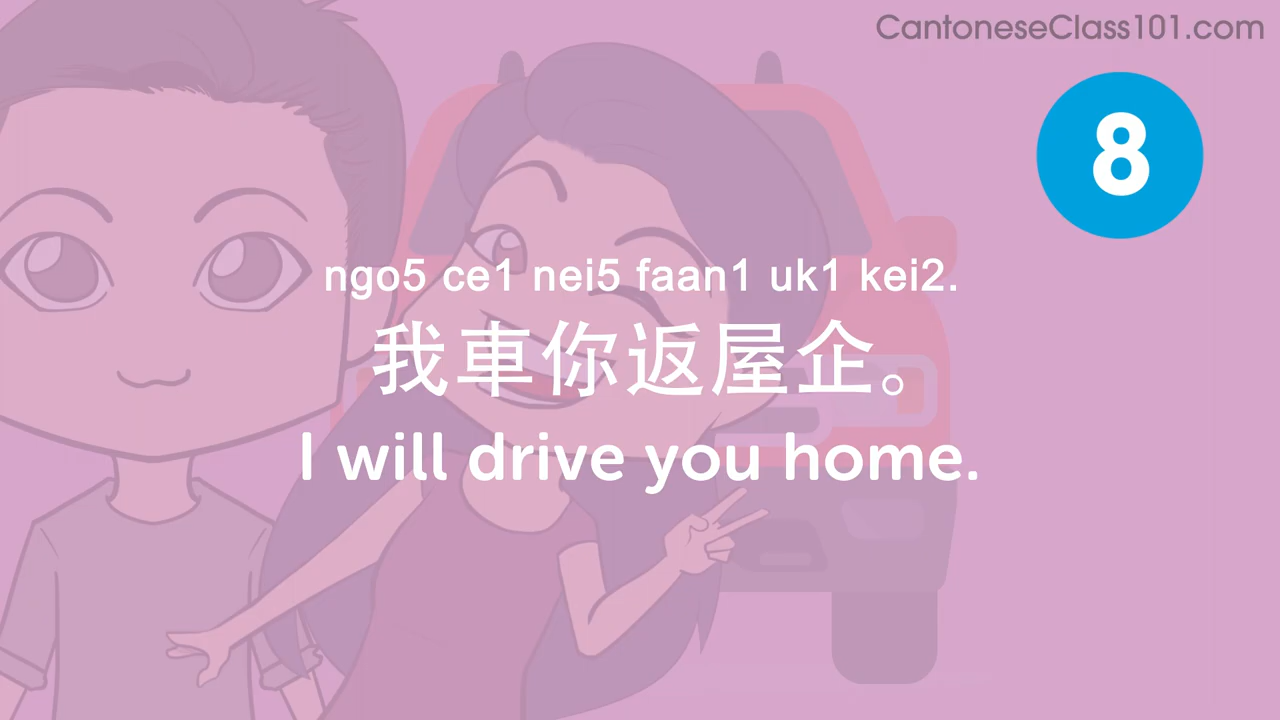 CantoneseClass101.com
8
ngo5 ce1 nei5 faan1 uk1 kei2.
我車你返屋企。
I will drive you home.